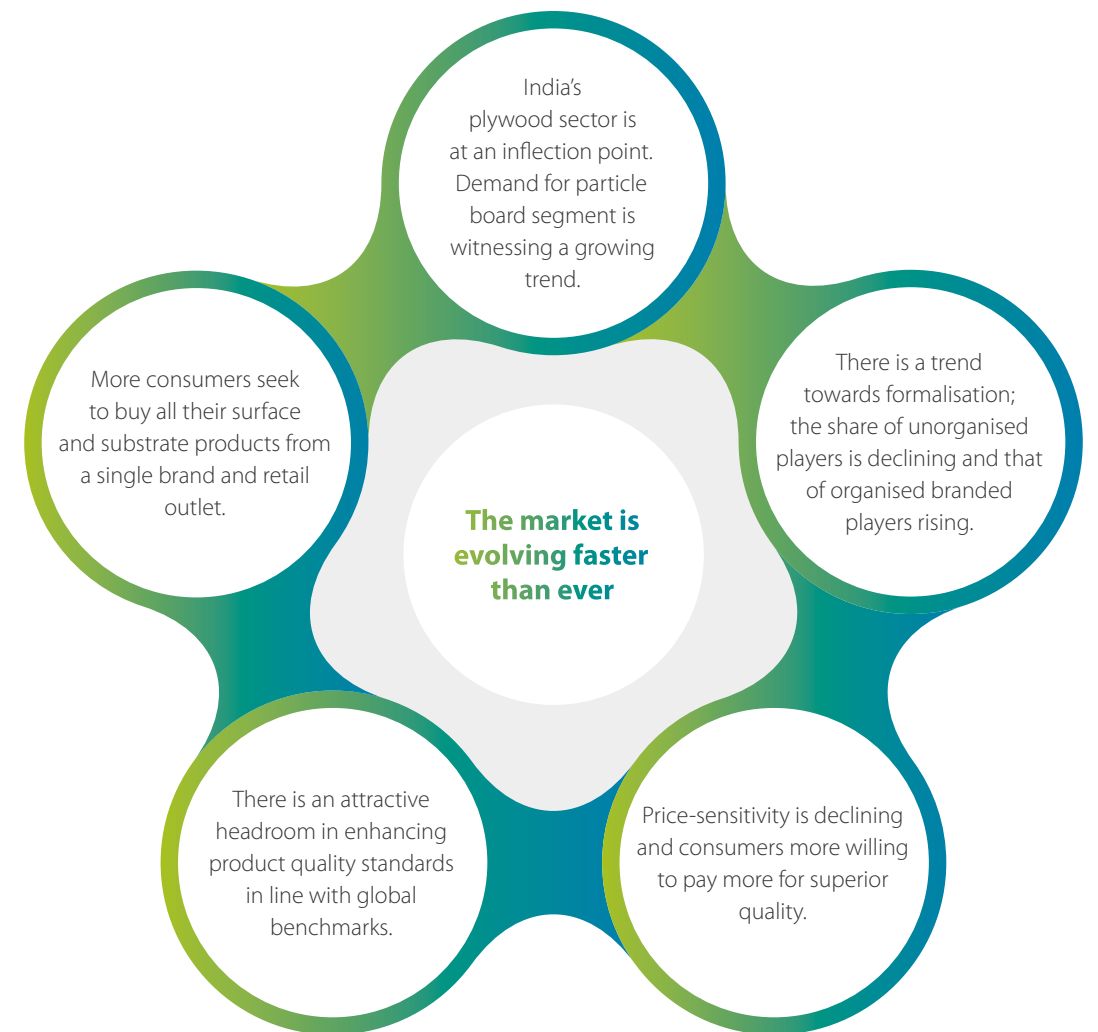 India's
plywood sector is
at an inflection point.
Demand for particle
board segment is
witnessing a growing
trend.
There is a trend
towards formalisation;
the share of unorganised
players is declining and that
of organised branded
players rising.
Price-sensitivity is declining
and consumers more willing
to pay more for superior
quality.
There is an attractive
headroom in enhancing
product quality standards
in line with global
benchmarks.
More consumers seek
to buy all their surface
and substrate products from
a single brand and retail
outlet.
The market is
evolving faster
than ever